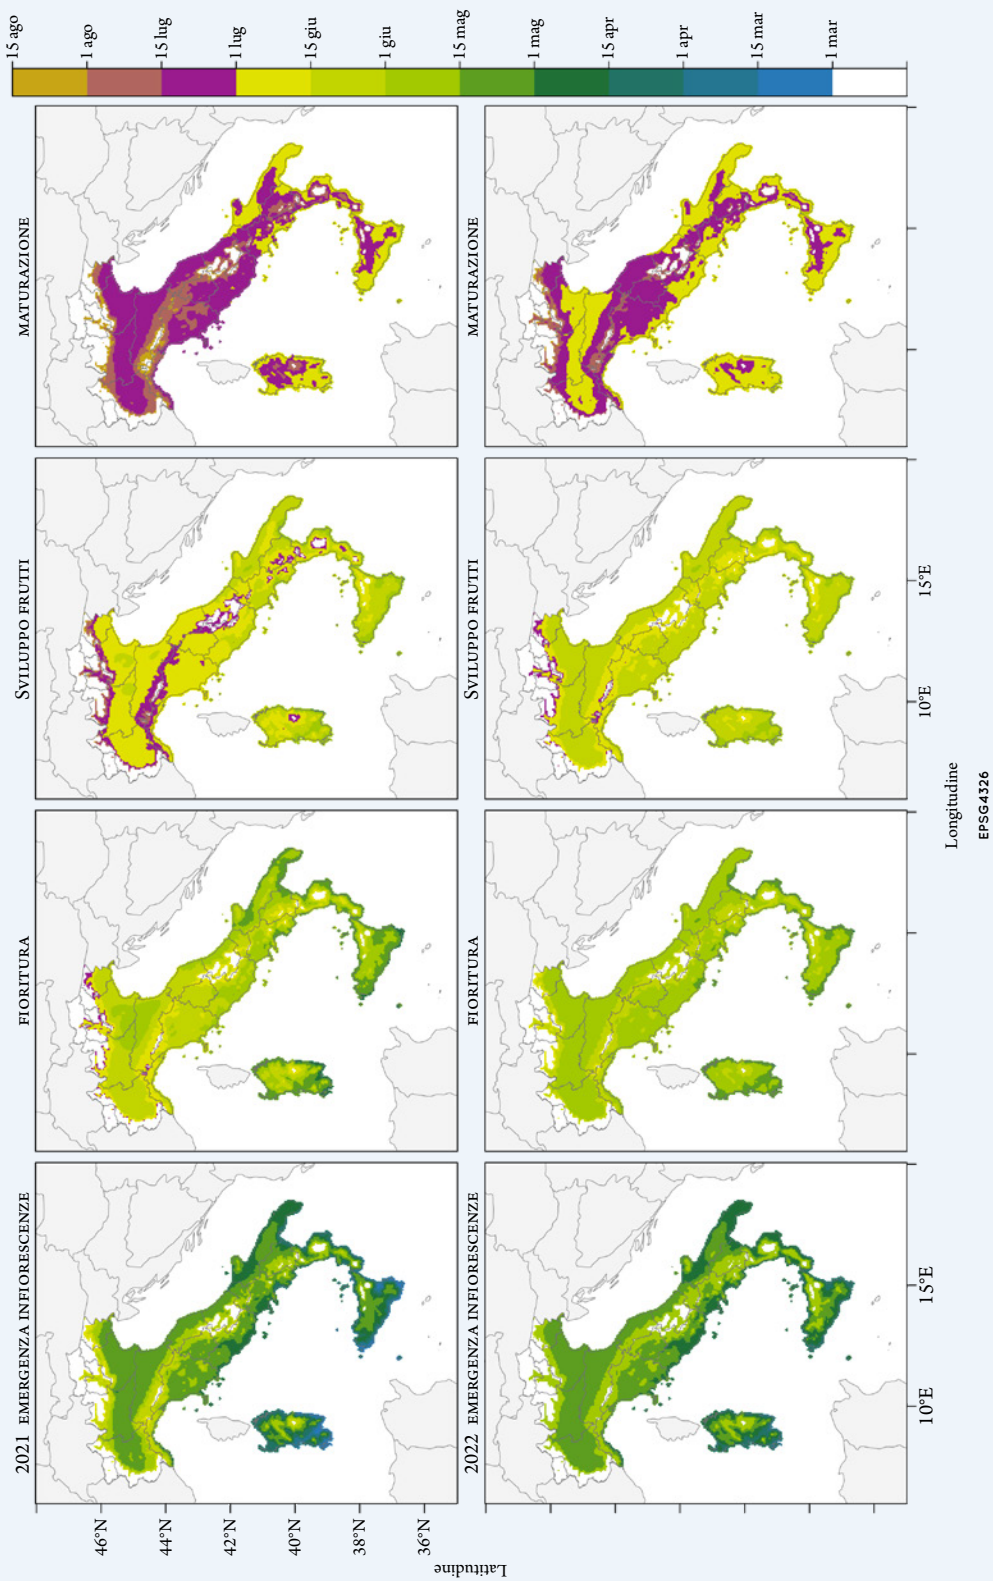 2021 EMERGENZA INFIORESCENZE
FIORITURA
SVILUPPO FRUTTI
MATURAZIONE
2022 EMERGENZA INFIORESCENZE
FIORITURA
SVILUPPO FRUTTI
MATURAZIONE
Latitudine
46°N
44°N
42°N
40°N
38°N
36°N
10°E
15°E
10°E
15°E
Longitudine
EPSG4326
15 ago
1 ago
15 lug
1 lug
15 giu
1 giu
15 mag
1 mag
15 apr
1 apr
15 mar
1 mar